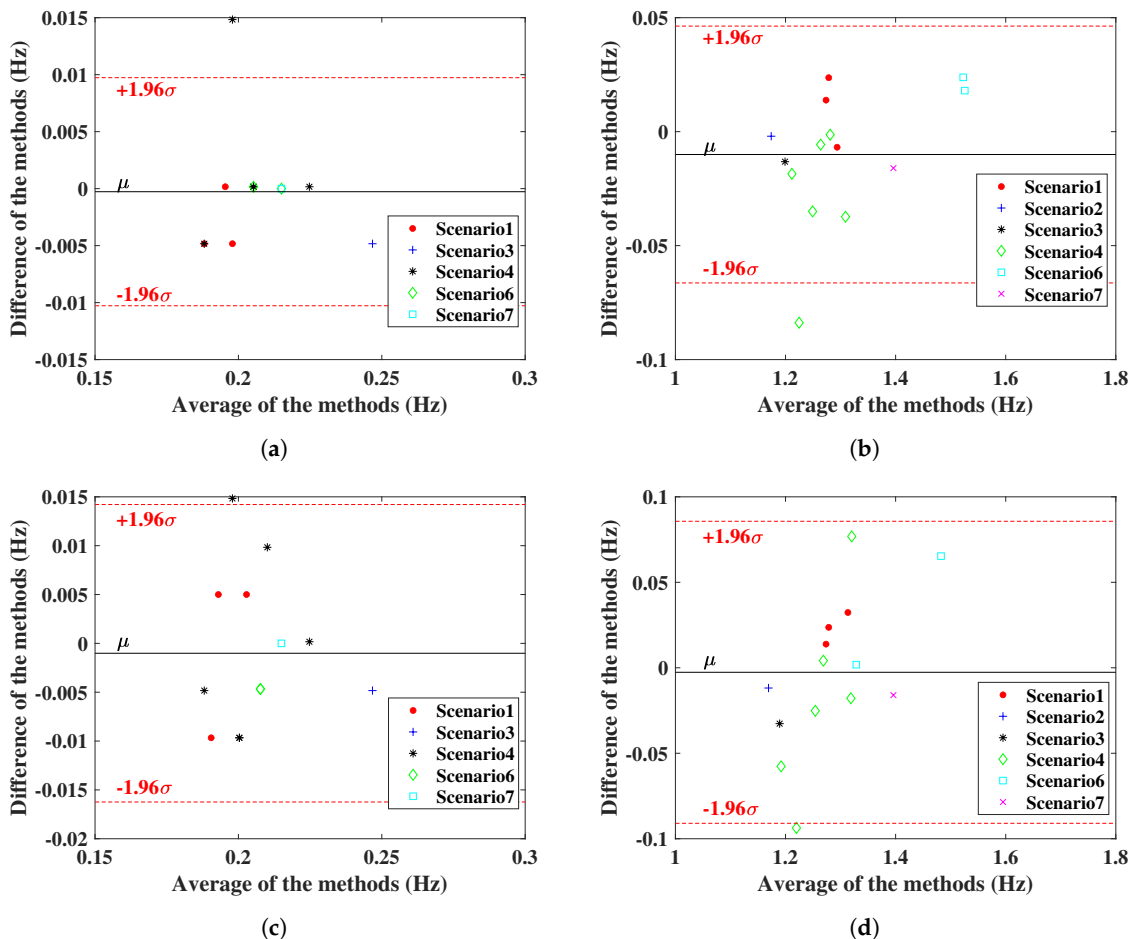 0.015
0.01
0.005
0
-0.005
-0.01
-0.015
Difference of the methods (Hz)
+1.96σ
μ
-1.96σ
Scenario1
Scenario3
Scenario4
Scenario6
Scenario7
0.15 0.2 0.25 0.3
Average of the methods (Hz)
(a)
0.05
0
-0.05
-0.1
Difference of the methods (Hz)
+1.96σ
μ
-1.96σ
Scenario1
Scenario2
Scenario3
Scenario4
Scenario6
Scenario7
1 1.2 1.4 1.6 1.8
Average of the methods (Hz)
(b)
0.015
0.01
0.005
0
-0.005
-0.01
-0.015
-0.02
Difference of the methods (Hz)
+1.96σ
μ
-1.96σ
Scenario1
Scenario3
Scenario4
Scenario6
Scenario7
0.15 0.2 0.25 0.3
Average of the methods (Hz)
(c)
0.1
0.05
0
-0.05
-0.1
Difference of the methods (Hz)
+1.96σ
μ
-1.96σ
Scenario1
Scenario2
Scenario3
Scenario4
Scenario6
Scenario7
1 1.2 1.4 1.6 1.8
Average of the methods (Hz)
(d)